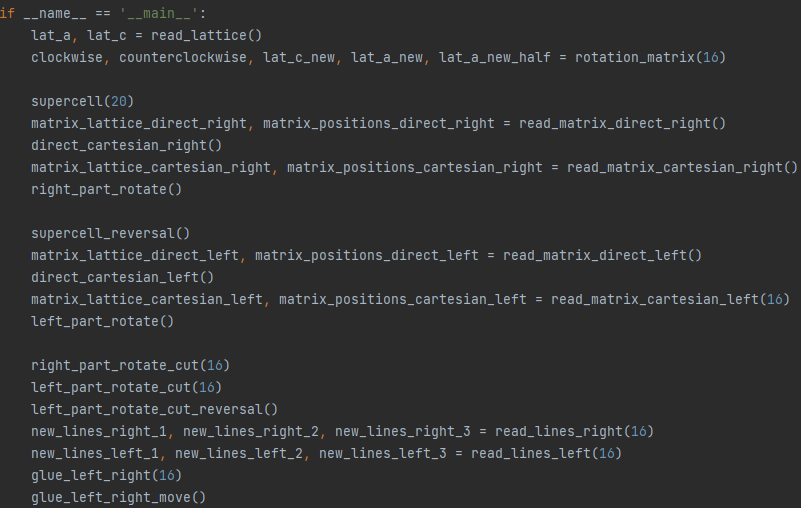 if __name__ == '__main__':
    lat_a, lat_c = read_lattice()
    clockwise, counterclockwise, lat_c_new, lat_a_new, lat_a_new_half = rotation_matrix(16)

    supercell(20)
    matrix_lattice_direct_right, matrix_positions_direct_right = read_matrix_direct_right()
    direct_cartesian_right()
    matrix_lattice_cartesian_right, matrix_positions_cartesian_right = read_matrix_cartesian_right()
    right_part_rotate()

    supercell_reversal()
    matrix_lattice_direct_left, matrix_positions_direct_left = read_matrix_direct_left()
    direct_cartesian_left()
    matrix_lattice_cartesian_left, matrix_positions_cartesian_left = read_matrix_cartesian_left(16)
    left_part_rotate()

    right_part_rotate_cut(16)
    left_part_rotate_cut(16)
    left_part_rotate_cut_reversal()
    new_lines_right_1, new_lines_right_2, new_lines_right_3 = read_lines_right(16)
    new_lines_left_1, new_lines_left_2, new_lines_left_3 = read_lines_left(16)
    glue_left_right(16)
    glue_left_right_move()